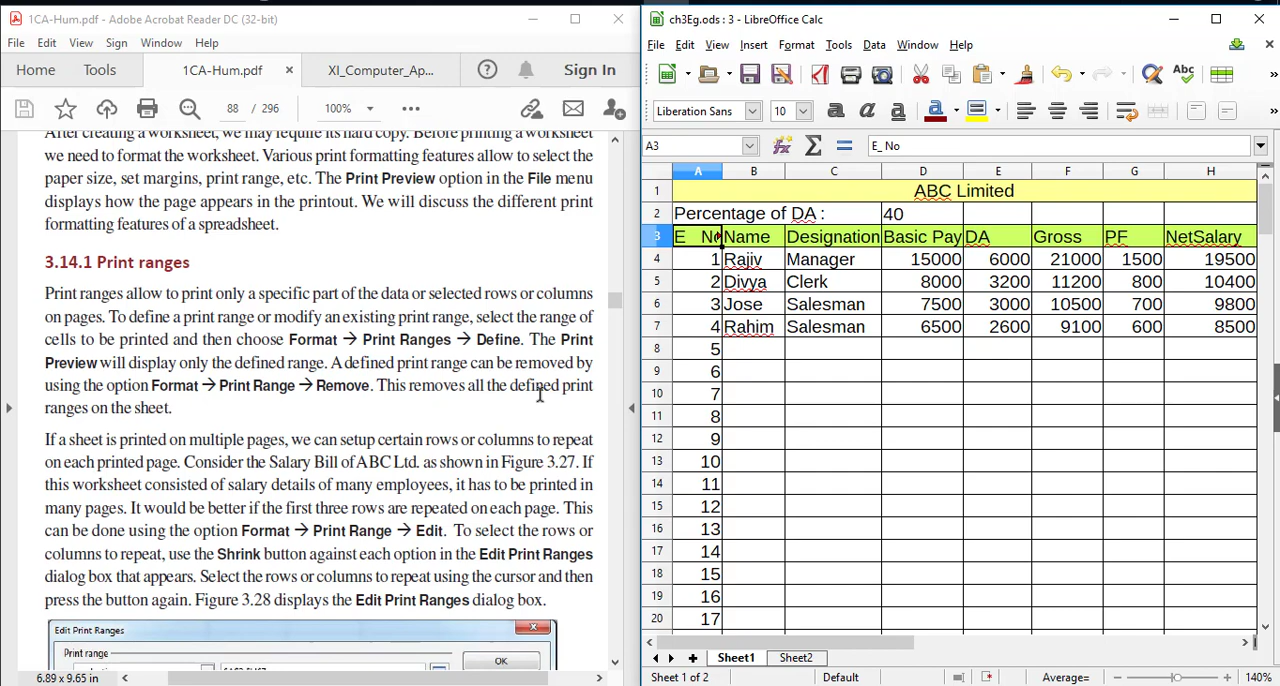 1CA-Hum.pdf - Adobe Acrobat Reader DC (32-bit)
File Edit View Sign Window Help
Home Tools 1CA-Hum.pdf × XI_Computer_Ap... Sign In
88 / 296 100%
After creating a worksheet, we may require its hard copy. Before printing a worksheet
we need to format the worksheet. Various print formatting features allow to select the
paper size, set margins, print range, etc. The Print Preview option in the File menu
displays how the page appears in the printout. We will discuss the different print
formatting features of a spreadsheet.
3.14.1 Print ranges
Print ranges allow to print only a specific part of the data or selected rows or columns
on pages. To define a print range or modify an existing print range, select the range of
cells to be printed and then choose Format → Print Ranges → Define. The Print
Preview will display only the defined range. A defined print range can be removed by
using the option Format → Print Range → Remove. This removes all the defined print
ranges on the sheet.
If a sheet is printed on multiple pages, we can setup certain rows or columns to repeat
on each printed page. Consider the Salary Bill of ABC Ltd. as shown in Figure 3.27. If
this worksheet consisted of salary details of many employees, it has to be printed in
many pages. It would be better if the first three rows are repeated on each page. This
can be done using the option Format → Print Range → Edit. To select the rows or
columns to repeat, use the Shrink button against each option in the Edit Print Ranges
dialog box that appears. Select the rows or columns to repeat using the cursor and then
press the button again. Figure 3.28 displays the Edit Print Ranges dialog box.
Edit Print Ranges
Print range
OK
6.89 x 9.65 in
ch3Eg.ods : 3 - LibreOffice Calc
File Edit View Insert Format Tools Data Window Help
Abc
Liberation Sans 10
A3 E_ No
A B C D E F G H
1 ABC Limited
2 Percentage of DA : 40
3 E_ No Name Designation Basic Pay DA Gross PF NetSalary
4 1 Rajiv Manager 15000 6000 21000 1500 19500
5 2 Divya Clerk 8000 3200 11200 800 10400
6 3 Jose Salesman 7500 3000 10500 700 9800
7 4 Rahim Salesman 6500 2600 9100 600 8500
8 5
9 6
10 7
11 8
12 9
13 10
14 11
15 12
16 13
17 14
18 15
19 16
20 17
Sheet1 Sheet2
Sheet 1 of 2 Default Average= 140%